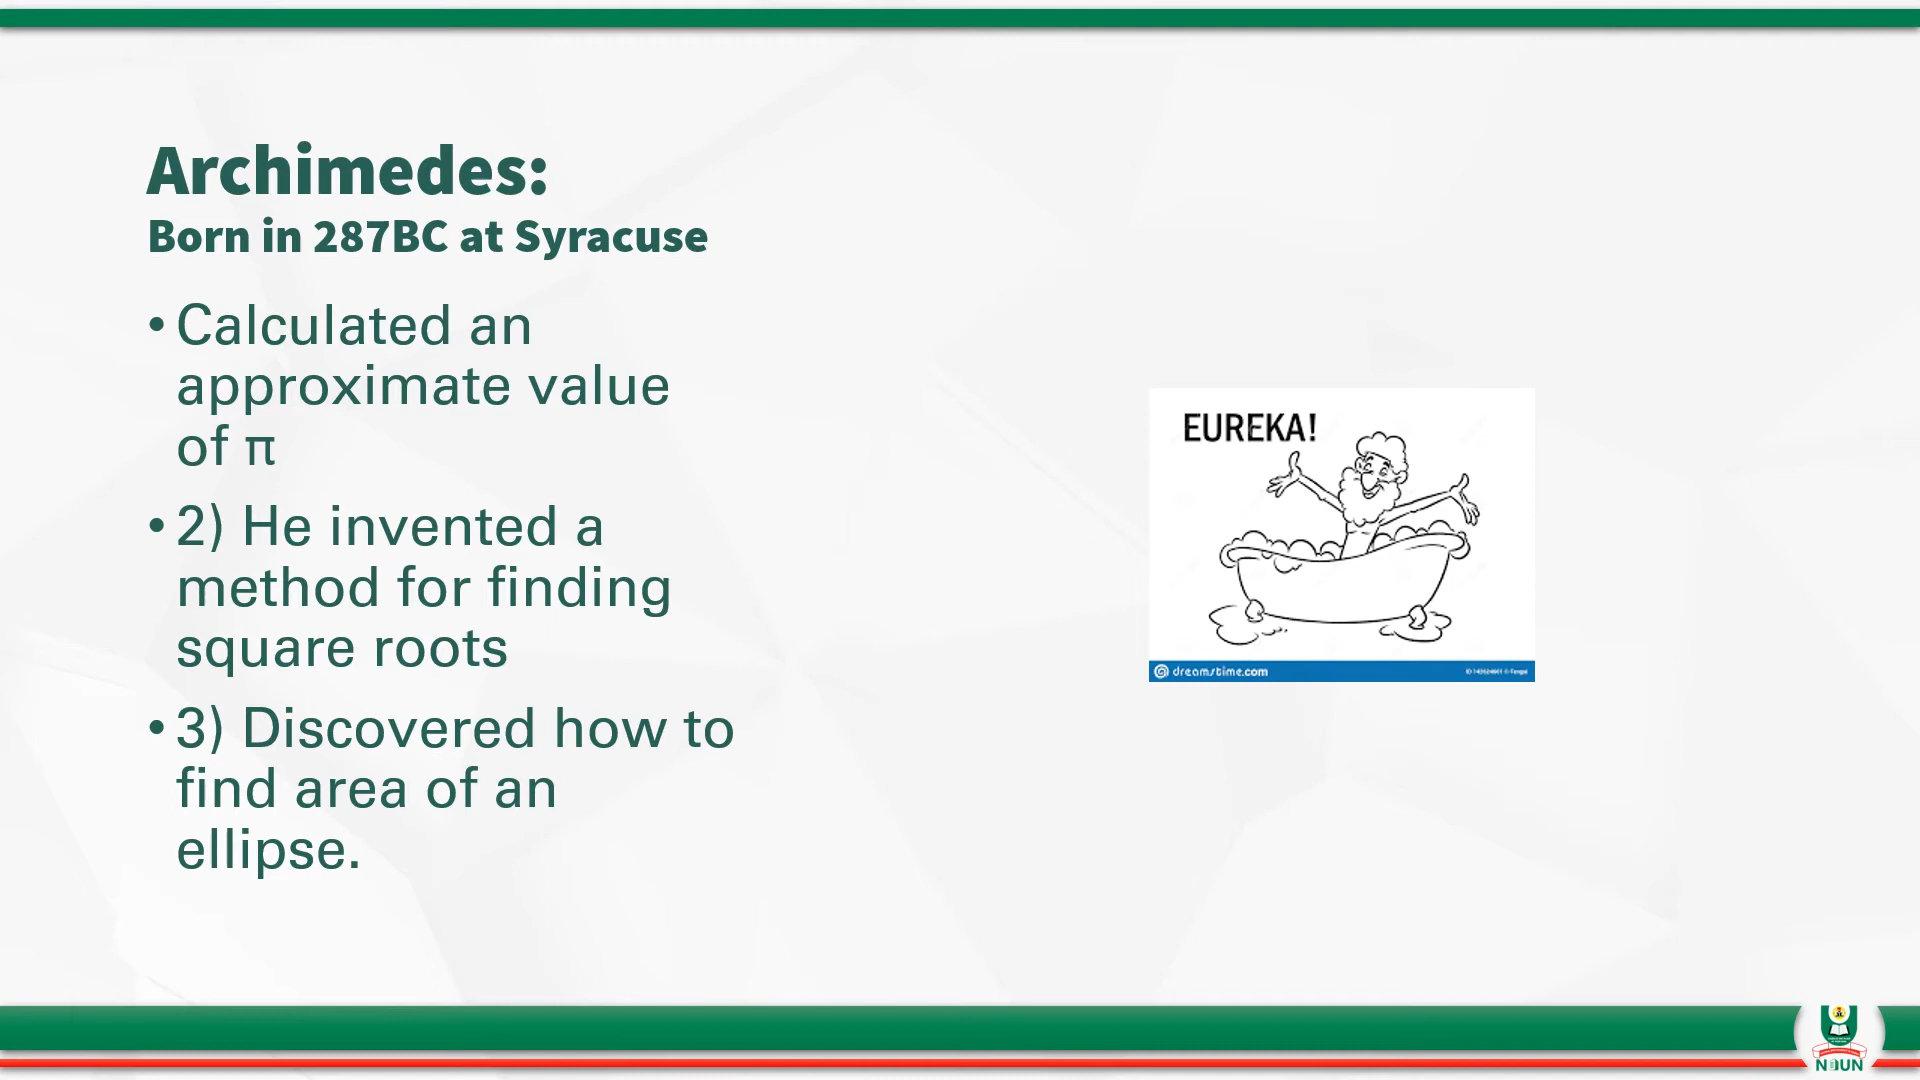 Archimedes:
Born in 287BC at Syracuse
• Calculated an
approximate value
of π
• 2) He invented a
method for finding
square roots
• 3) Discovered how to
find area of an
ellipse.
EUREKA!
dreamstime.com
NOUN